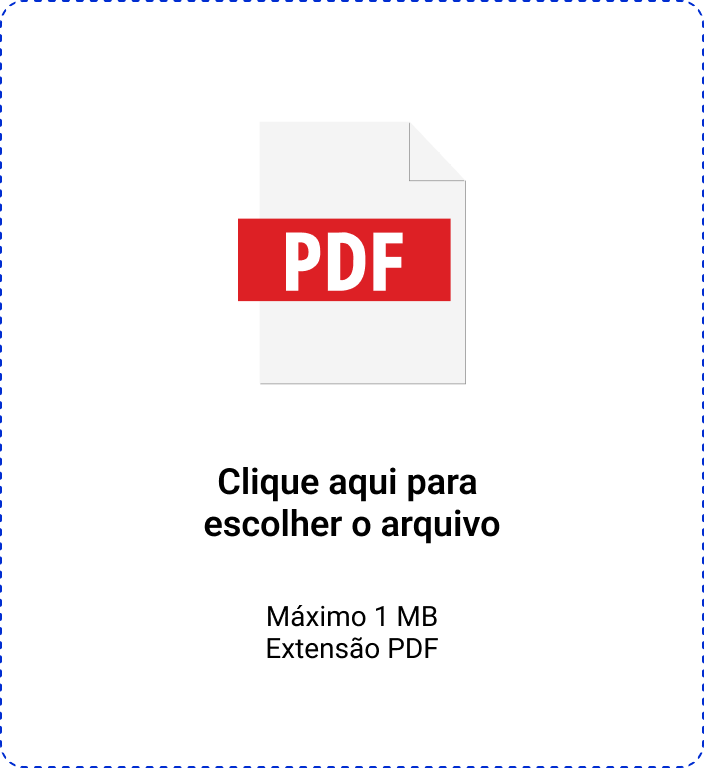 PDF
Clique aqui para
escolher o arquivo
Máximo 1 MB
Extensão PDF